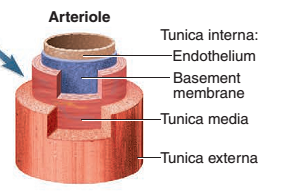 Arteriole
Tunica interna:
Endothelium
Basement
membrane
Tunica media
Tunica externa